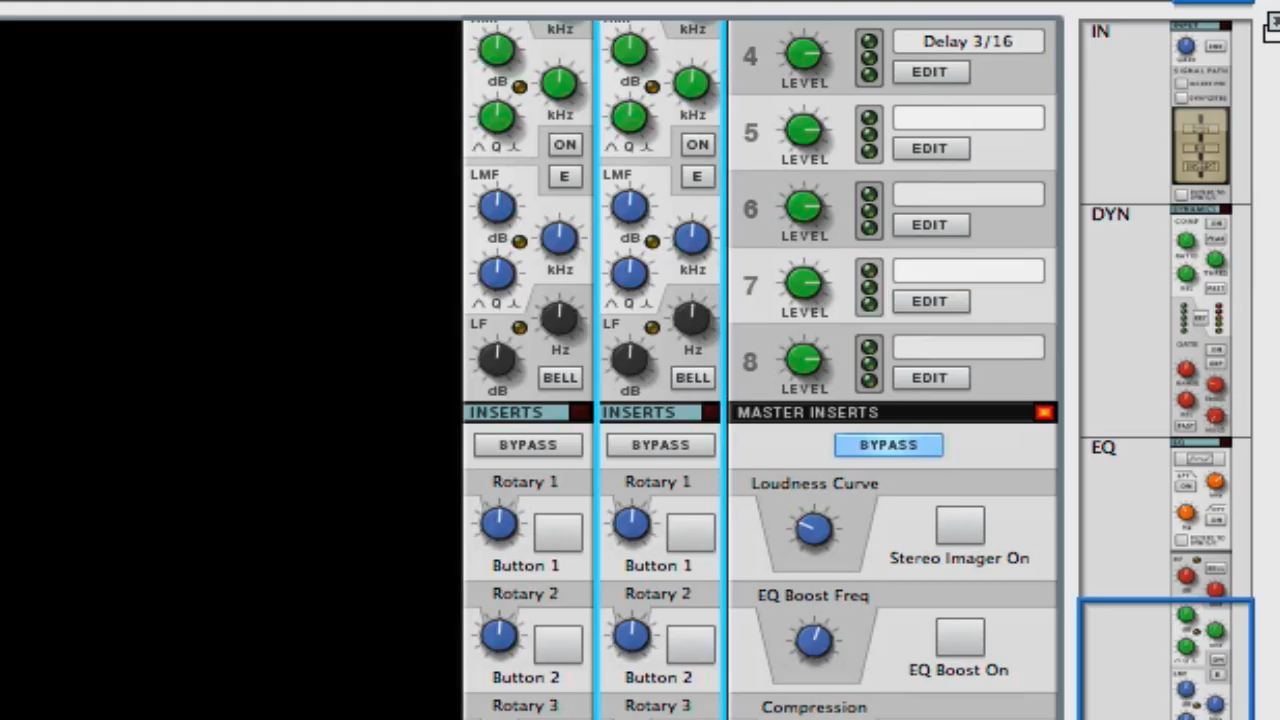 kHz
dB
kHz
Q
ON
E
LMF
dB
kHz
Q
LF
Hz
dB
BELL
INSERTS
BYPASS
Rotary 1
Button 1
Rotary 2
Button 2
Rotary 3
kHz
dB
kHz
Q
ON
E
LMF
dB
kHz
Q
LF
Hz
dB
BELL
INSERTS
BYPASS
Rotary 1
Button 1
Rotary 2
Button 2
Rotary 3
4
LEVEL
Delay 3/16
EDIT
5
LEVEL
EDIT
6
LEVEL
EDIT
7
LEVEL
EDIT
8
LEVEL
EDIT
MASTER INSERTS
BYPASS
Loudness Curve
Stereo Imager On
EQ Boost Freq
EQ Boost On
Compression
IN
SIGNAL PATH
DYN
DYNAMICS
EQ